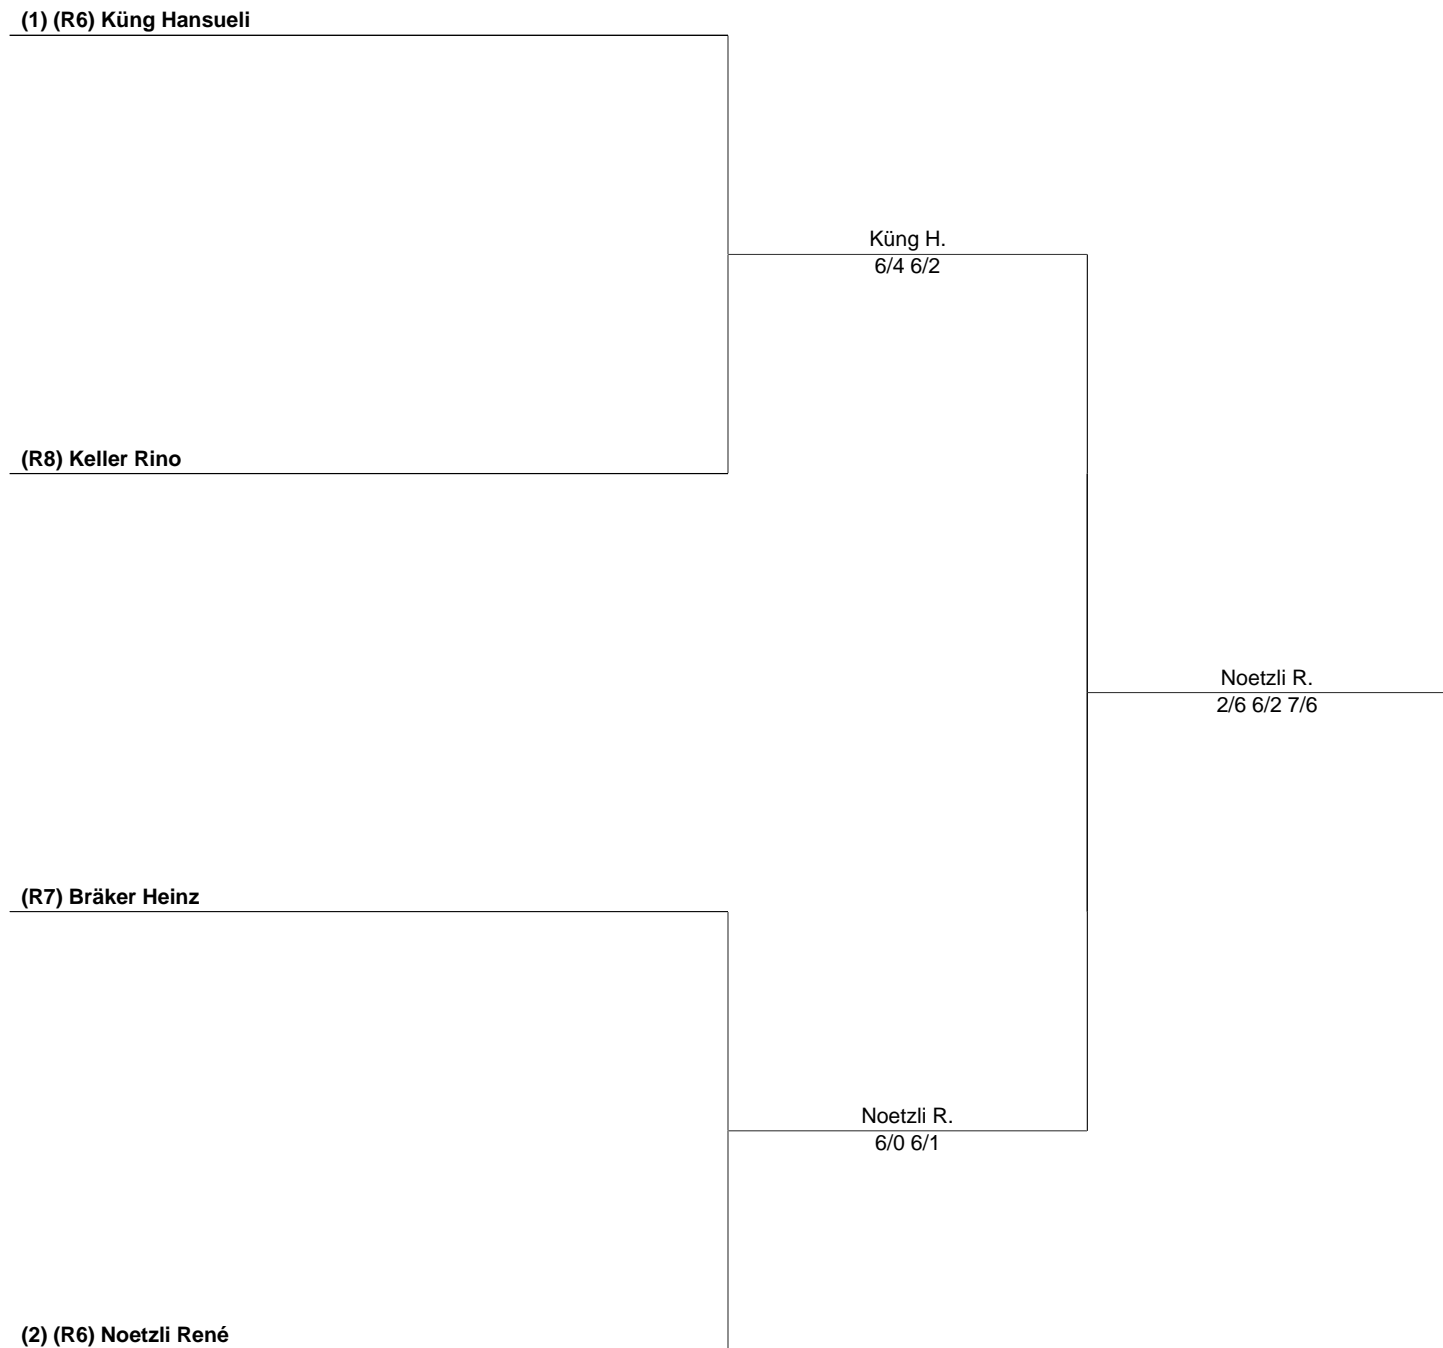 (1) (R6) Küng Hansueli
Küng H.
6/4 6/2
(R8) Keller Rino
Noetzli R.
2/6 6/2 7/6
(R7) Bräker Heinz
Noetzli R.
6/0 6/1
(2) (R6) Noetzli René